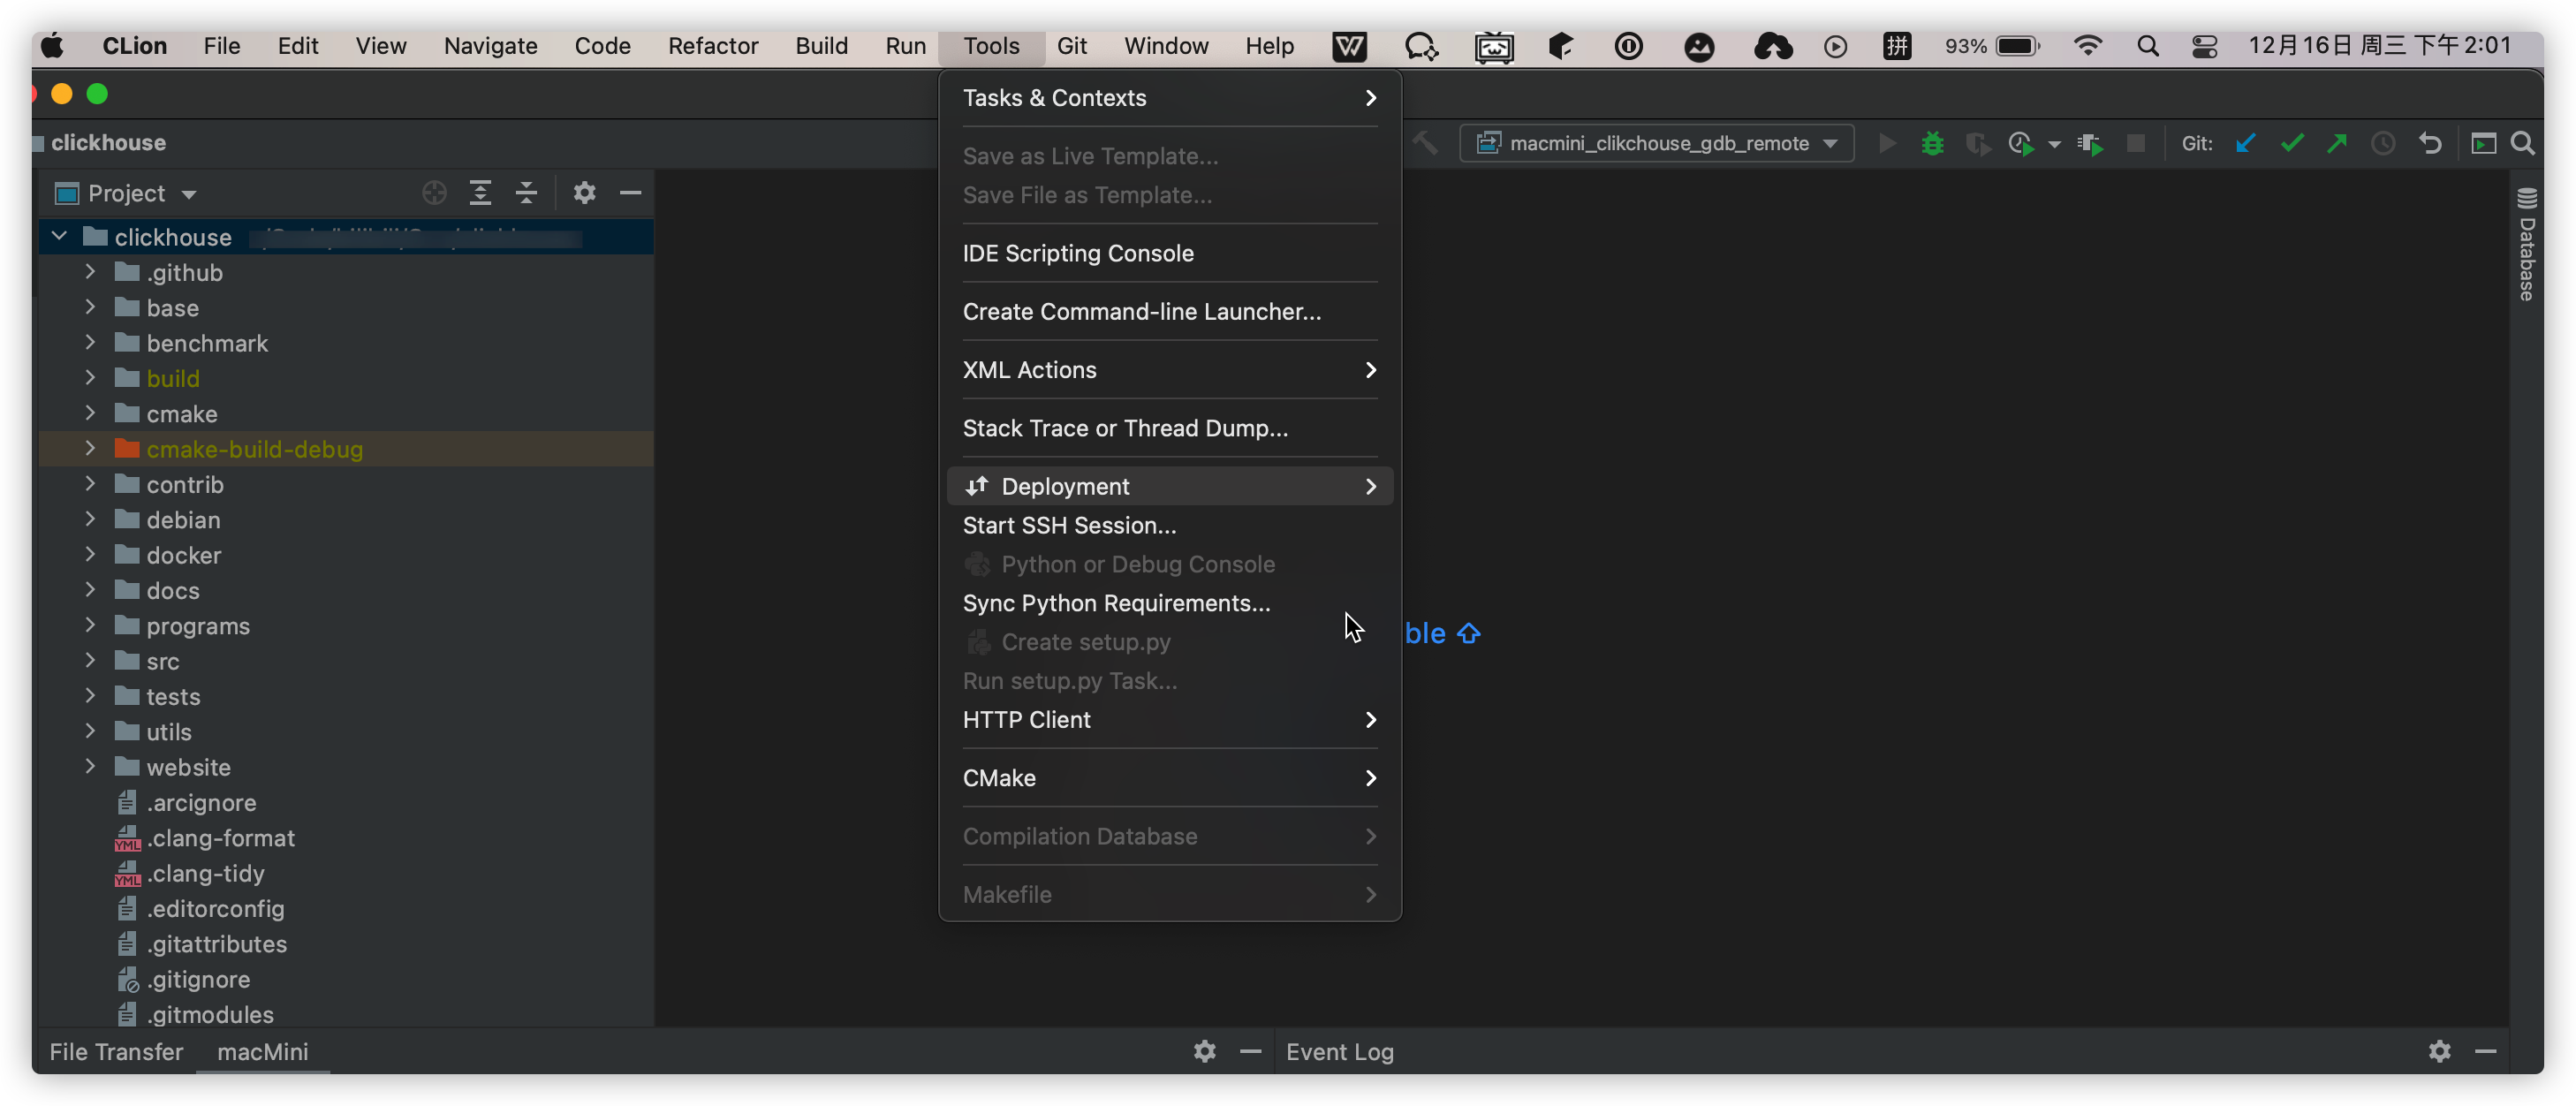 CLion File Edit View Navigate Code Refactor Build Run Tools Git Window Help 拼 93% 12月16日 周三 下午 2:01
clickhouse
macmini_clikchouse_gdb_remote Git:
Project
clickhouse
.github
base
benchmark
build
cmake
cmake-build-debug
contrib
debian
docker
docs
programs
src
tests
utils
website
.arcignore
YML .clang-format
YML .clang-tidy
.editorconfig
.gitattributes
.gitignore
.gitmodules
Tasks & Contexts
Save as Live Template...
Save File as Template...
IDE Scripting Console
Create Command-line Launcher...
XML Actions
Stack Trace or Thread Dump...
Deployment
Start SSH Session...
Python or Debug Console
Sync Python Requirements...
Create setup.py
Run setup.py Task...
HTTP Client
CMake
Compilation Database
Makefile
ble
Database
File Transfer macMini
Event Log